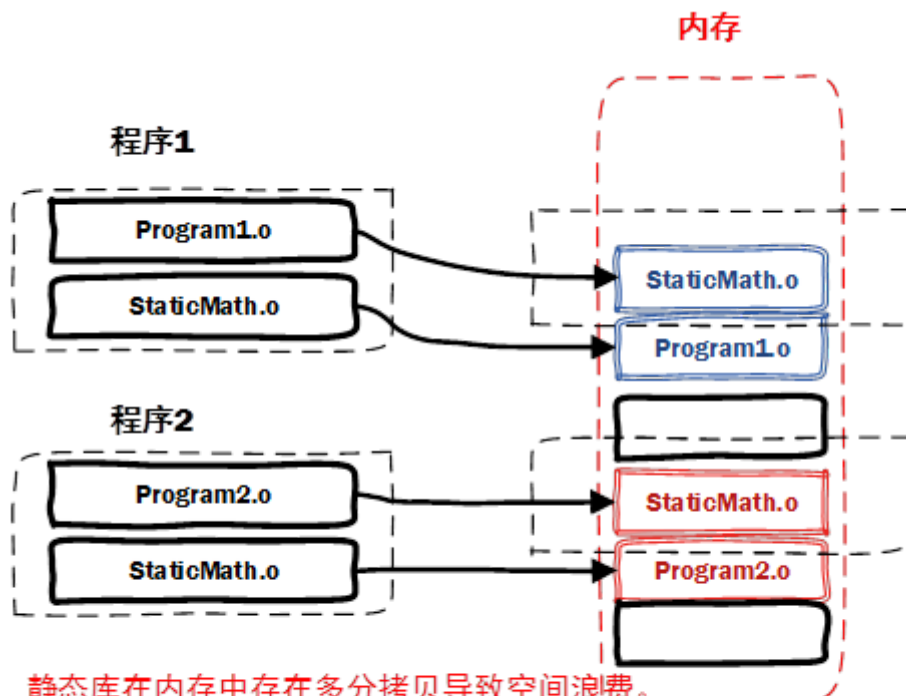 内存
程序1
Program1.o
StaticMath.o
StaticMath.o
Program1.o
程序2
Program2.o
StaticMath.o
StaticMath.o
Program2.o
静态库在内存中存在多分拷贝导致空间浪费。